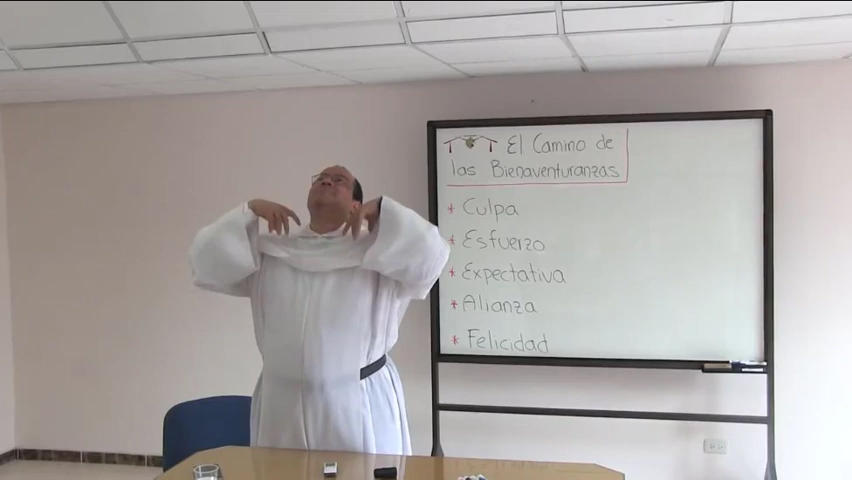 El Camino de
las Bienaventuranzas
* Culpa
* Esfuerzo
* Expectativa
* Alianza
* Felicidad